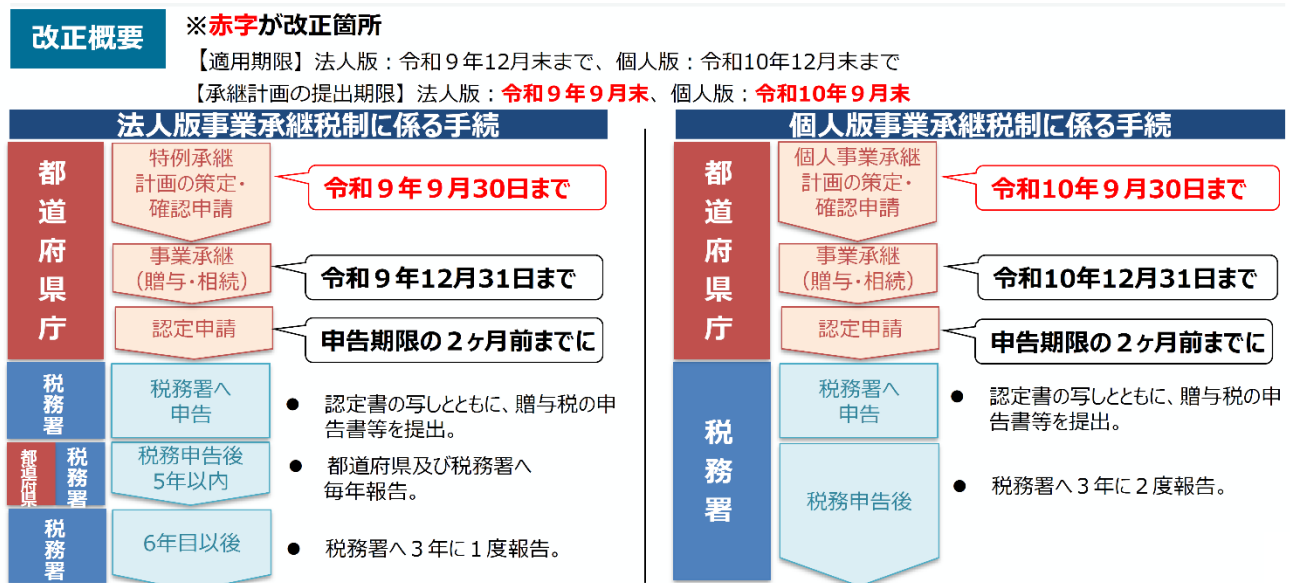 改正概要
※赤字が改正箇所
【適用期限】法人版：令和９年12月末まで、個人版：令和10年12月末まで
【承継計画の提出期限】法人版：令和９年９月末、個人版：令和10年９月末
法人版事業承継税制に係る手続
都道府県庁
特例承継
計画の策定・
確認申請
令和９年９月30日まで
事業承継
（贈与・相続）
令和９年12月31日まで
認定申請
申告期限の２ヶ月前までに
税務署
税務署へ
申告
● 認定書の写しとともに、贈与税の申
告書等を提出。
都道府県
税務署
税務申告後
5年以内
● 都道府県及び税務署へ
毎年報告。
税務署
6年目以後
● 税務署へ３年に１度報告。
個人版事業承継税制に係る手続
都道府県庁
個人事業承継
計画の策定・
確認申請
令和10年９月30日まで
事業承継
（贈与・相続）
令和10年12月31日まで
認定申請
申告期限の２ヶ月前までに
税務署
税務署へ
申告
● 認定書の写しとともに、贈与税の申
告書等を提出。
税務申告後
● 税務署へ３年に２度報告。